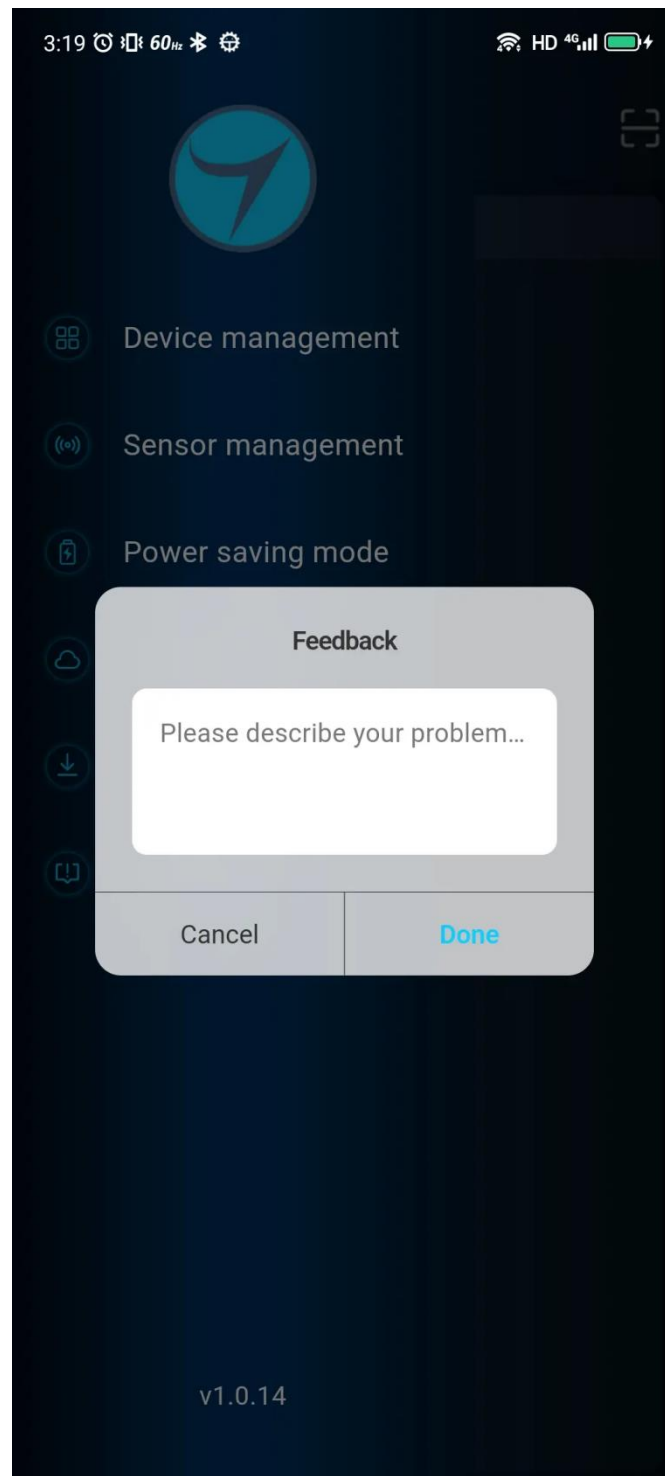 3:19 60Hz HD 4G
Device management
Sensor management
Power saving mode
Feedback
Please describe your problem...
Cancel Done
v1.0.14